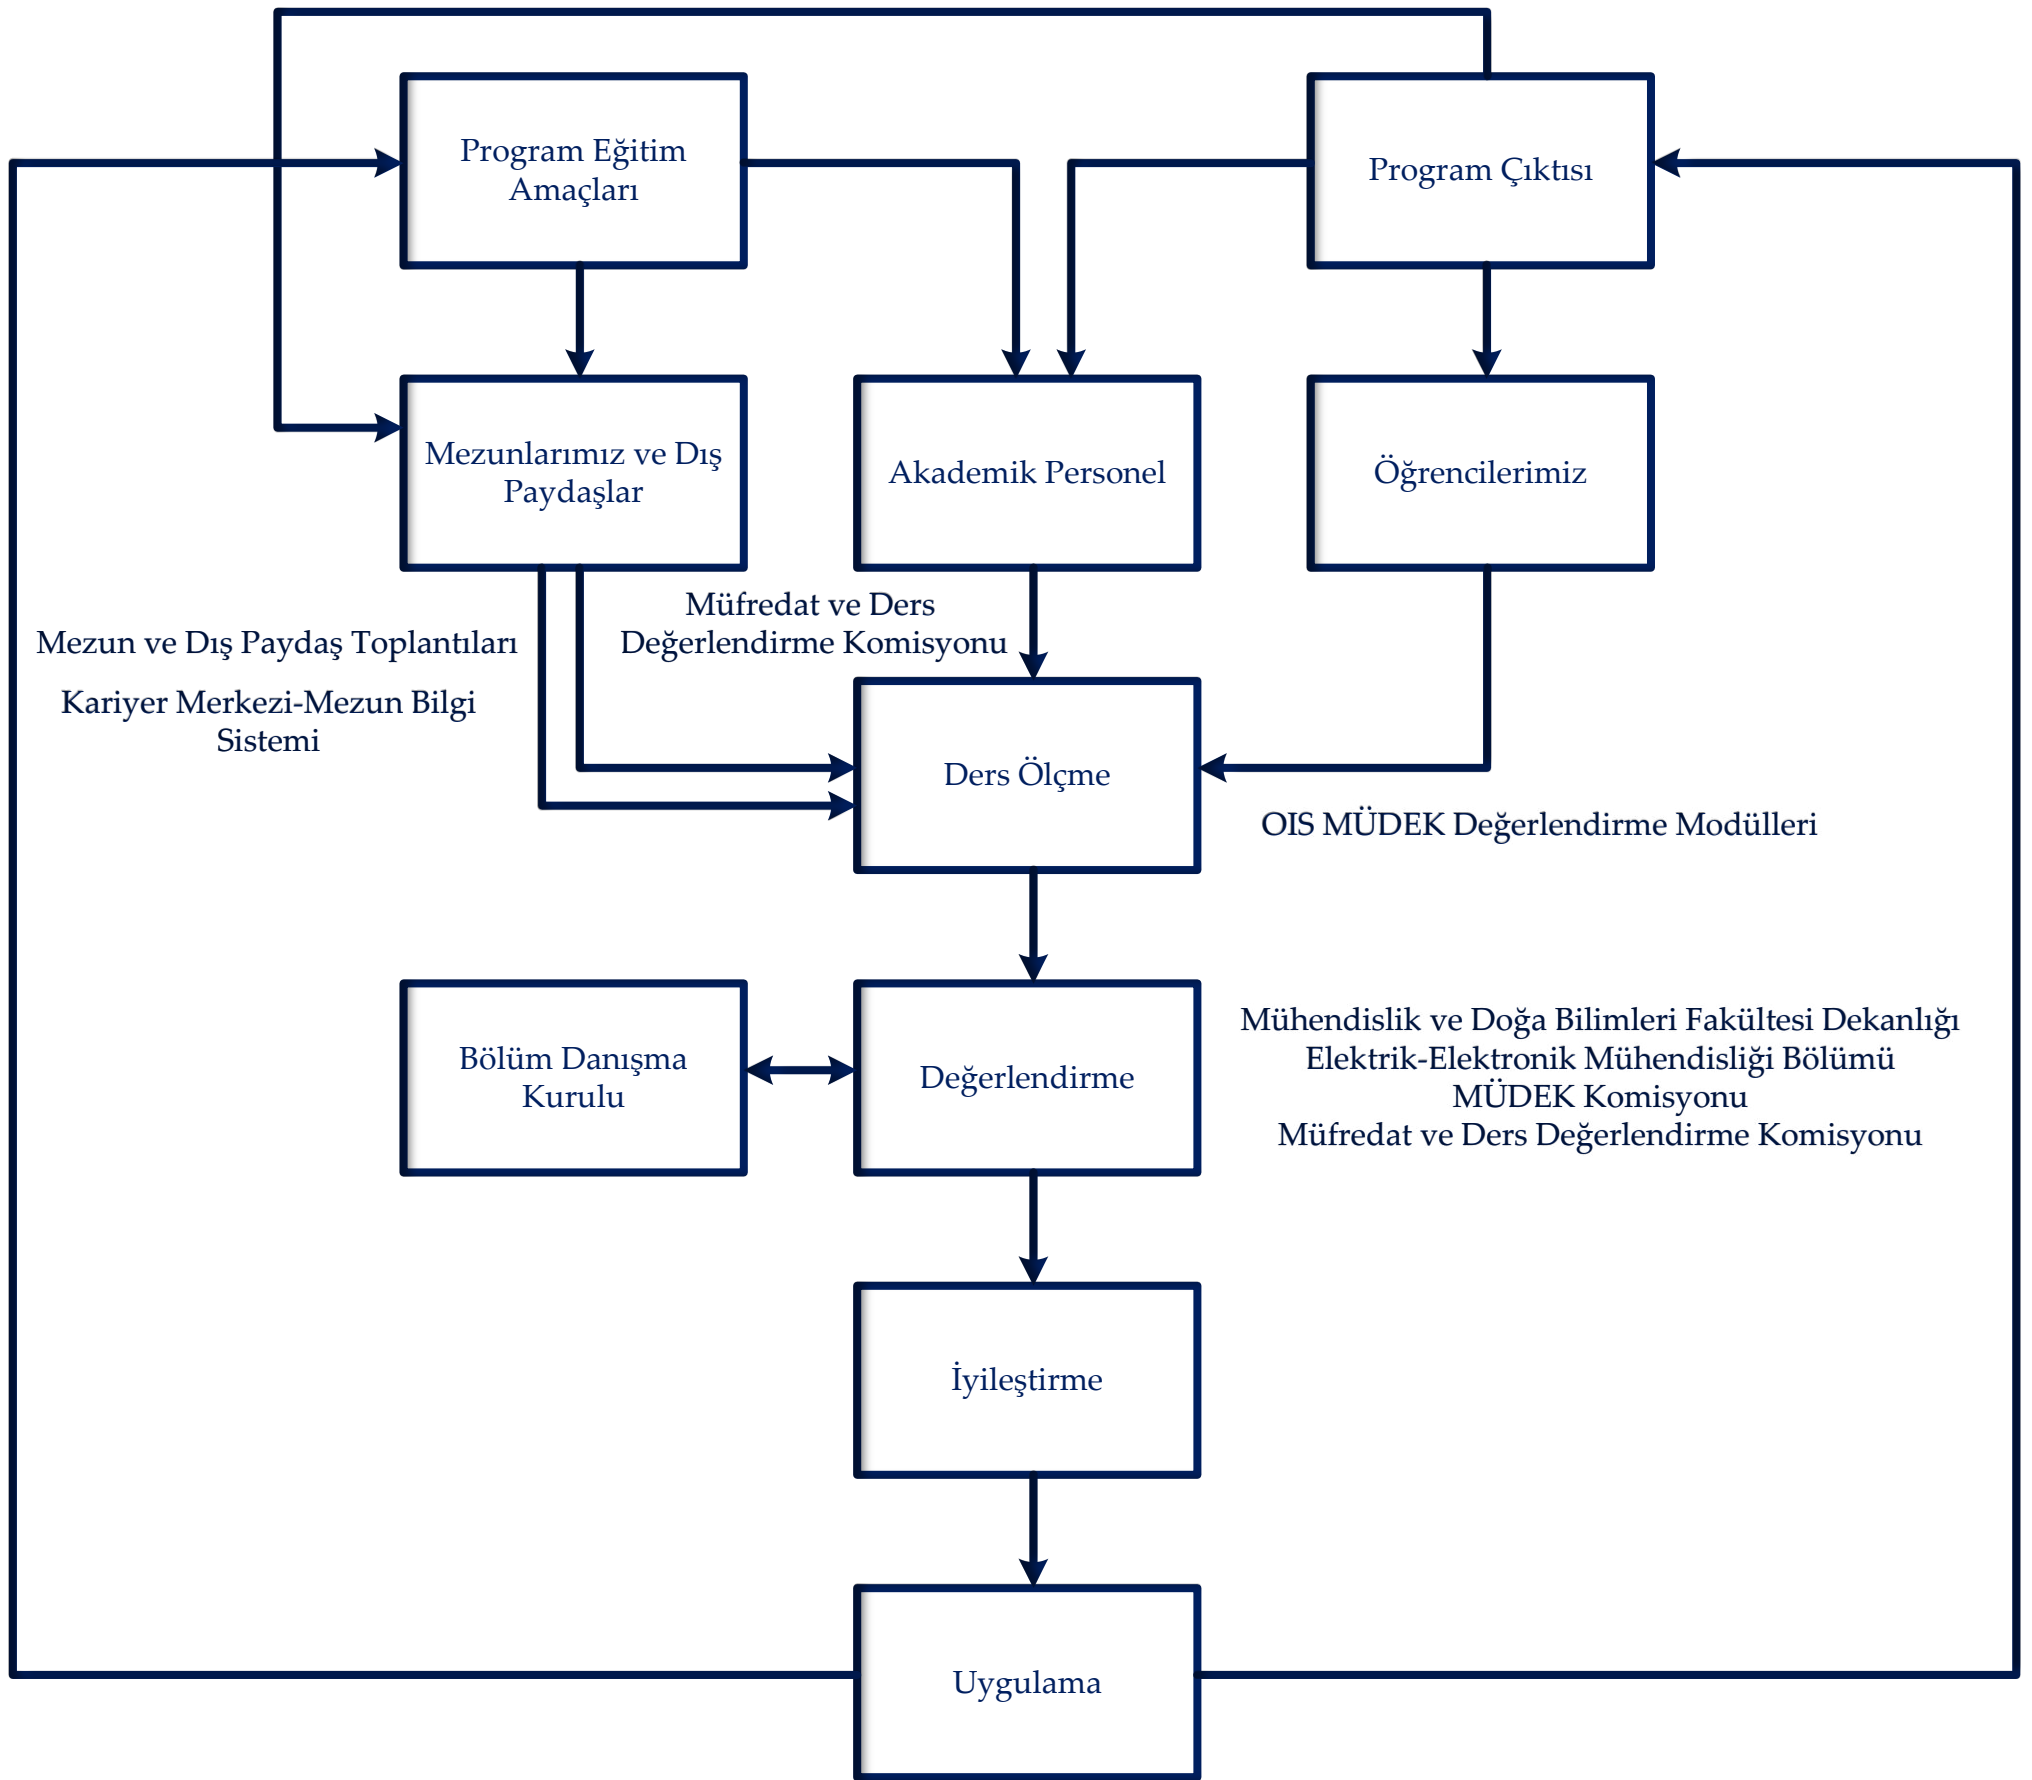 Program Eğitim
Amaçları
Program Çıktısı
Mezunlarımız ve Dış
Paydaşlar
Akademik Personel
Öğrencilerimiz
Müfredat ve Ders
Değerlendirme Komisyonu
Mezun ve Dış Paydaş Toplantıları
Kariyer Merkezi-Mezun Bilgi
Sistemi
Ders Ölçme
OIS MÜDEK Değerlendirme Modülleri
Bölüm Danışma
Kurulu
Değerlendirme
Mühendislik ve Doğa Bilimleri Fakültesi Dekanlığı
Elektrik-Elektronik Mühendisliği Bölümü
MÜDEK Komisyonu
Müfredat ve Ders Değerlendirme Komisyonu
İyileştirme
Uygulama